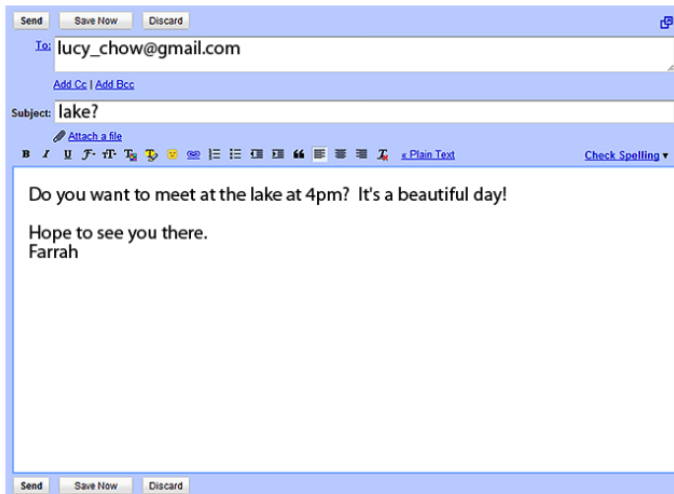 Send Save Now Discard
To: lucy_chow@gmail.com
Add Cc | Add Bcc
Subject: lake?
Attach a file
B I U « Plain Text Check Spelling ▼
Do you want to meet at the lake at 4pm? It's a beautiful day!
Hope to see you there.
Farrah
Send Save Now Discard